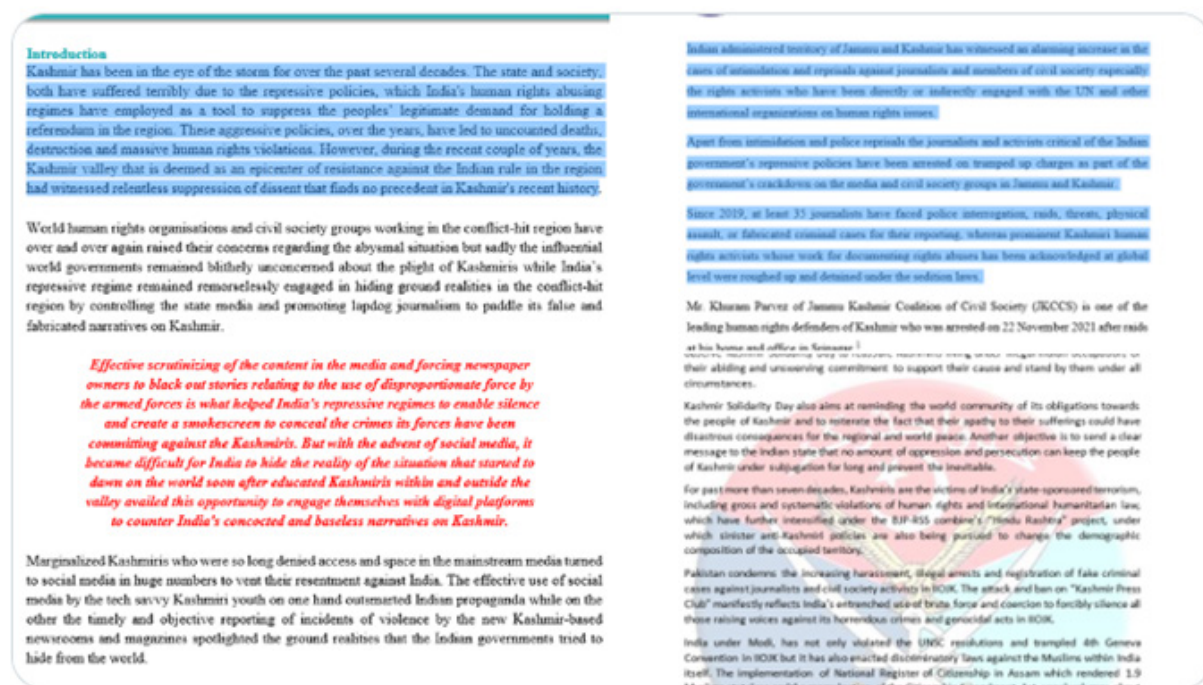 Introduction
Kashmir has been in the eye of the storm for over the past several decades. The state and society,
both have suffered terribly due to the repressive policies, which India's human rights abusing
regimes have employed as a tool to suppress the peoples' legitimate demand for holding a
referendum in the region. These aggressive policies, over the years, have led to uncounted deaths,
destruction and massive human rights violations. However, during the recent couple of years, the
Kashmir valley that is deemed as an epicenter of resistance against the Indian rule in the region
had witnessed relentless suppression of dissent that finds no precedent in Kashmir's recent history.
World human rights organisations and civil society groups working in the conflict-hit region have
over and over again raised their concerns regarding the abysmal situation but sadly the influential
world governments remained blithely unconcerned about the plight of Kashmiris while India's
repressive regime remained remorselessly engaged in hiding ground realities in the conflict-hit
region by controlling the state media and promoting lapdog journalism to paddle its false and
fabricated narratives on Kashmir.
Effective scrutinizing of the content in the media and forcing newspaper
owners to black out stories relating to the use of disproportionate force by
the armed forces is what helped India's repressive regimes to enable silence
and create a smokescreen to conceal the crimes its forces have been
committing against the Kashmiris. But with the advent of social media, it
became difficult for India to hide the reality of the situation that started to
dawn on the world soon after educated Kashmiris within and outside the
valley availed this opportunity to engage themselves with digital platforms
to counter India's concocted and baseless narratives on Kashmir.
Marginalized Kashmiris who were so long denied access and space in the mainstream media turned
to social media in huge numbers to vent their resentment against India. The effective use of social
media by the tech savvy Kashmiri youth on one hand outsmarted Indian propaganda while on the
other the timely and objective reporting of incidents of violence by the new Kashmir-based
newsrooms and magazines spotlighted the ground realties that the Indian governments tried to
hide from the world.
Indian administered territory of Jammu and Kashmir has witnessed an alarming increase in the
cases of intimidation and reprisals against journalists and members of civil society especially
the rights activists who have been directly or indirectly engaged with the UN and other
international organizations on human rights issues.
Apart from intimidation and police reprisals the journalists and activists critical of the Indian
government's repressive policies have been arrested on trumped up charges as part of the
government's crackdown on the media and civil society groups in Jammu and Kashmir.
Since 2019, at least 35 journalists have faced police interrogation, raids, threats, physical
assault, or fabricated criminal cases for their reporting, whereas prominent Kashmiri human
rights activists whose work for documenting rights abuses has been acknowledged at global
level were roughed up and detained under the sedition laws.
Mr. Khuram Parvez of Jammu Kashmir Coalition of Civil Society (JKCCS) is one of the
leading human rights defenders of Kashmir who was arrested on 22 November 2021 after raids
at his home and office in Srinagar.
their abiding and unswerving commitment to support their cause and stand by them under all
circumstances.
Kashmir Solidarity Day also aims at reminding the world community of its obligations towards
the people of Kashmir and to reiterate the fact that their apathy to their sufferings could have
disastrous consequences for the regional and world peace. Another objective is to send a clear
message to the Indian state that no amount of oppression and persecution can keep the people
of Kashmir under subjugation for long and prevent the inevitable.
For past more than seven decades, Kashmiris are the victims of India's state-sponsored terrorism,
including gross and systematic violations of human rights and international humanitarian law,
which have further intensified under the BJP-RSS combine's "Hindu Rashtra" project, under
which sinister anti-Kashmiri policies are also being pursued to change the demographic
composition of the occupied territory.
Pakistan condemns the increasing harassment, illegal arrests and registration of fake criminal
cases against journalists and civil society activists in IIOJK. The attack and ban on "Kashmir Press
Club" manifestly reflects India's entrenched use of brute force and coercion to forcibly silence all
those raising voices against its horrendous crimes and genocidal acts in IIOJK.
India under Modi, has not only violated the UNSC resolutions and trampled 4th Geneva
Convention in IIOJK but it has also enacted discriminatory laws against the Muslims within India
itself. The implementation of National Register of Citizenship in Assam which rendered 1.9